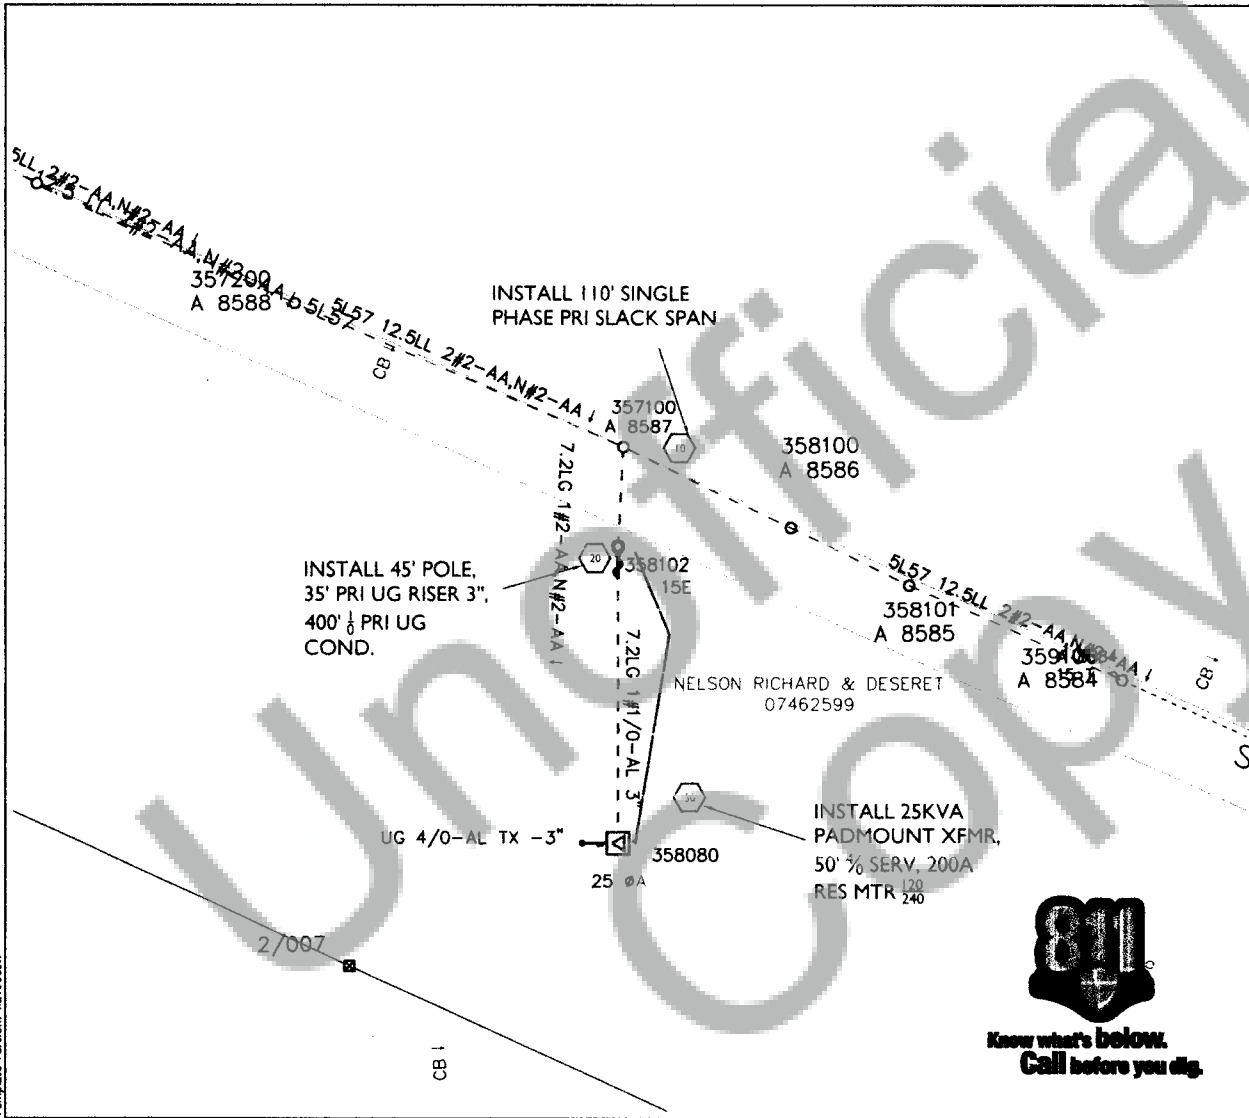 5LL 2#2-AA,N#2-AA
357200
A 8588
5L57
5L57 12.5LL 2#2-AA,N#2-AA
CB
INSTALL 110' SINGLE
PHASE PRI SLACK SPAN
357100
A 8587
10
358100
A 8586
7.2LG 1#2-AA,N#2-AA
INSTALL 45' POLE,
35' PRI UG RISER 3",
400' 1/0 PRI UG
COND.
20
358102
15E
5L57 12.5LL 2#2-AA,N#2-AA
358101
A 8585
A 8584
CB
7.2LG 1#1/0-AL 3"
NELSON RICHARD & DESERET
07462599
S
INSTALL 25KVA
PADMOUNT XFMR,
50' 4/0 SERV, 200A
RES MTR 120/240
UG 4/0-AL TX -3"
358080
25 øA
2/007
CB
811
Know what's below.
Call before you dig.
Unofficial
Copy